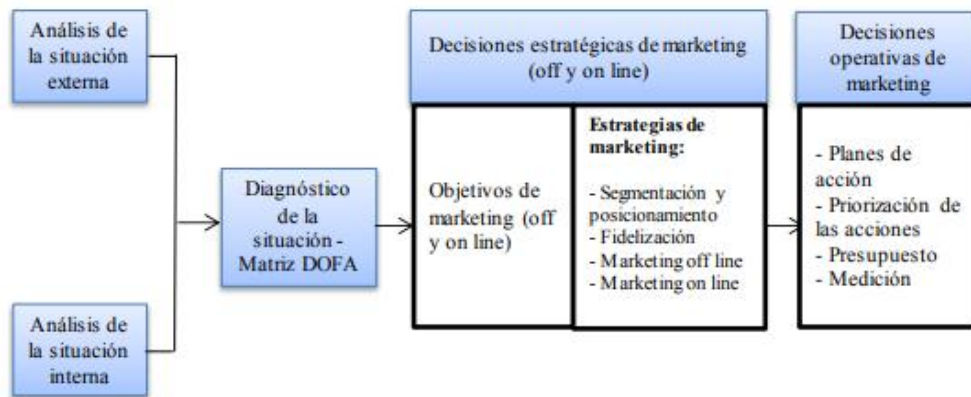 Análisis de
la situación
externa
Análisis de
la situación
interna
Diagnóstico
de la
situación -
Matriz DOFA
Decisiones estratégicas de marketing
(off y on line)
Objetivos de
marketing (off
y on line)
Estrategias de
marketing:
- Segmentación y
posicionamiento
- Fidelización
- Marketing off line
- Marketing on line
Decisiones
operativas de
marketing
- Planes de
acción
- Priorización de
las acciones
- Presupuesto
- Medición